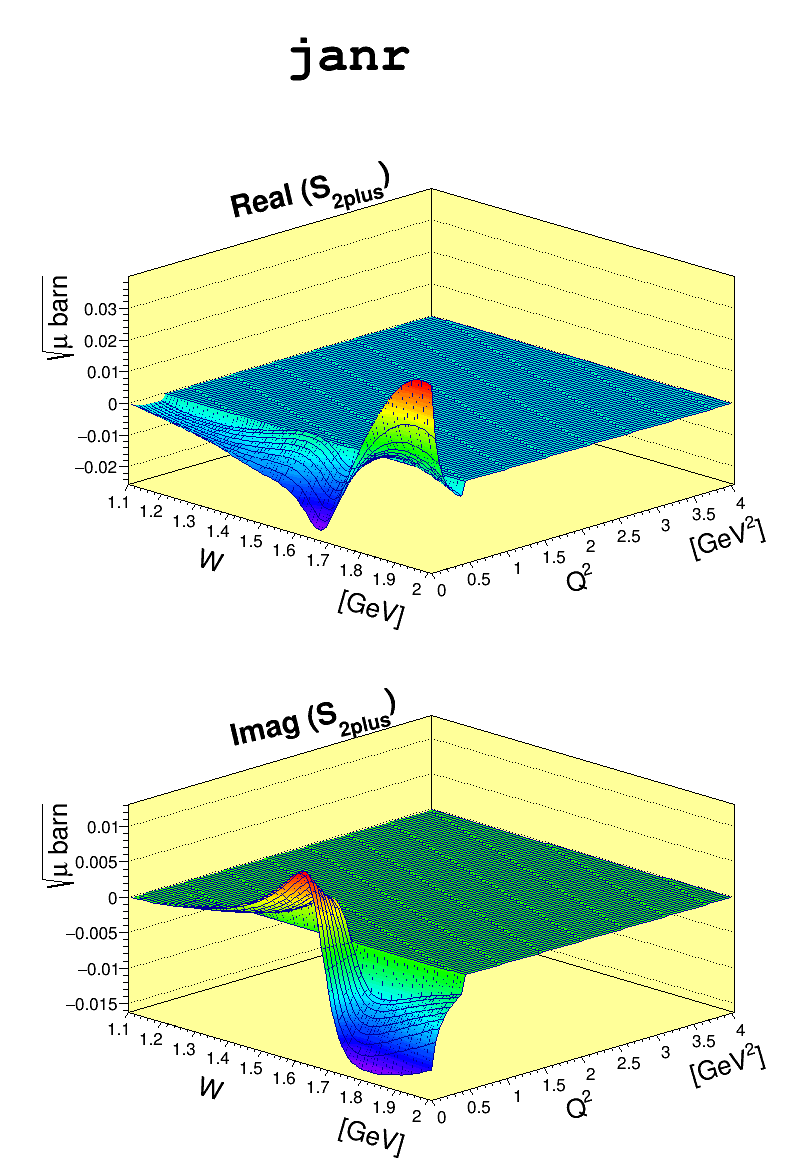 janr
Real (S2plus)
√μ barn
0.03
0.02
0.01
0
−0.01
−0.02
1.1 1.2 1.3 1.4 1.5 1.6 1.7 1.8 1.9 2
W
[GeV]
0 0.5 1 1.5 2 2.5 3 3.5 4
Q²
[GeV²]
Imag (S2plus)
√μ barn
0.01
0.005
0
−0.005
−0.01
−0.015
1.1 1.2 1.3 1.4 1.5 1.6 1.7 1.8 1.9 2
W
[GeV]
0 0.5 1 1.5 2 2.5 3 3.5 4
Q²
[GeV²]